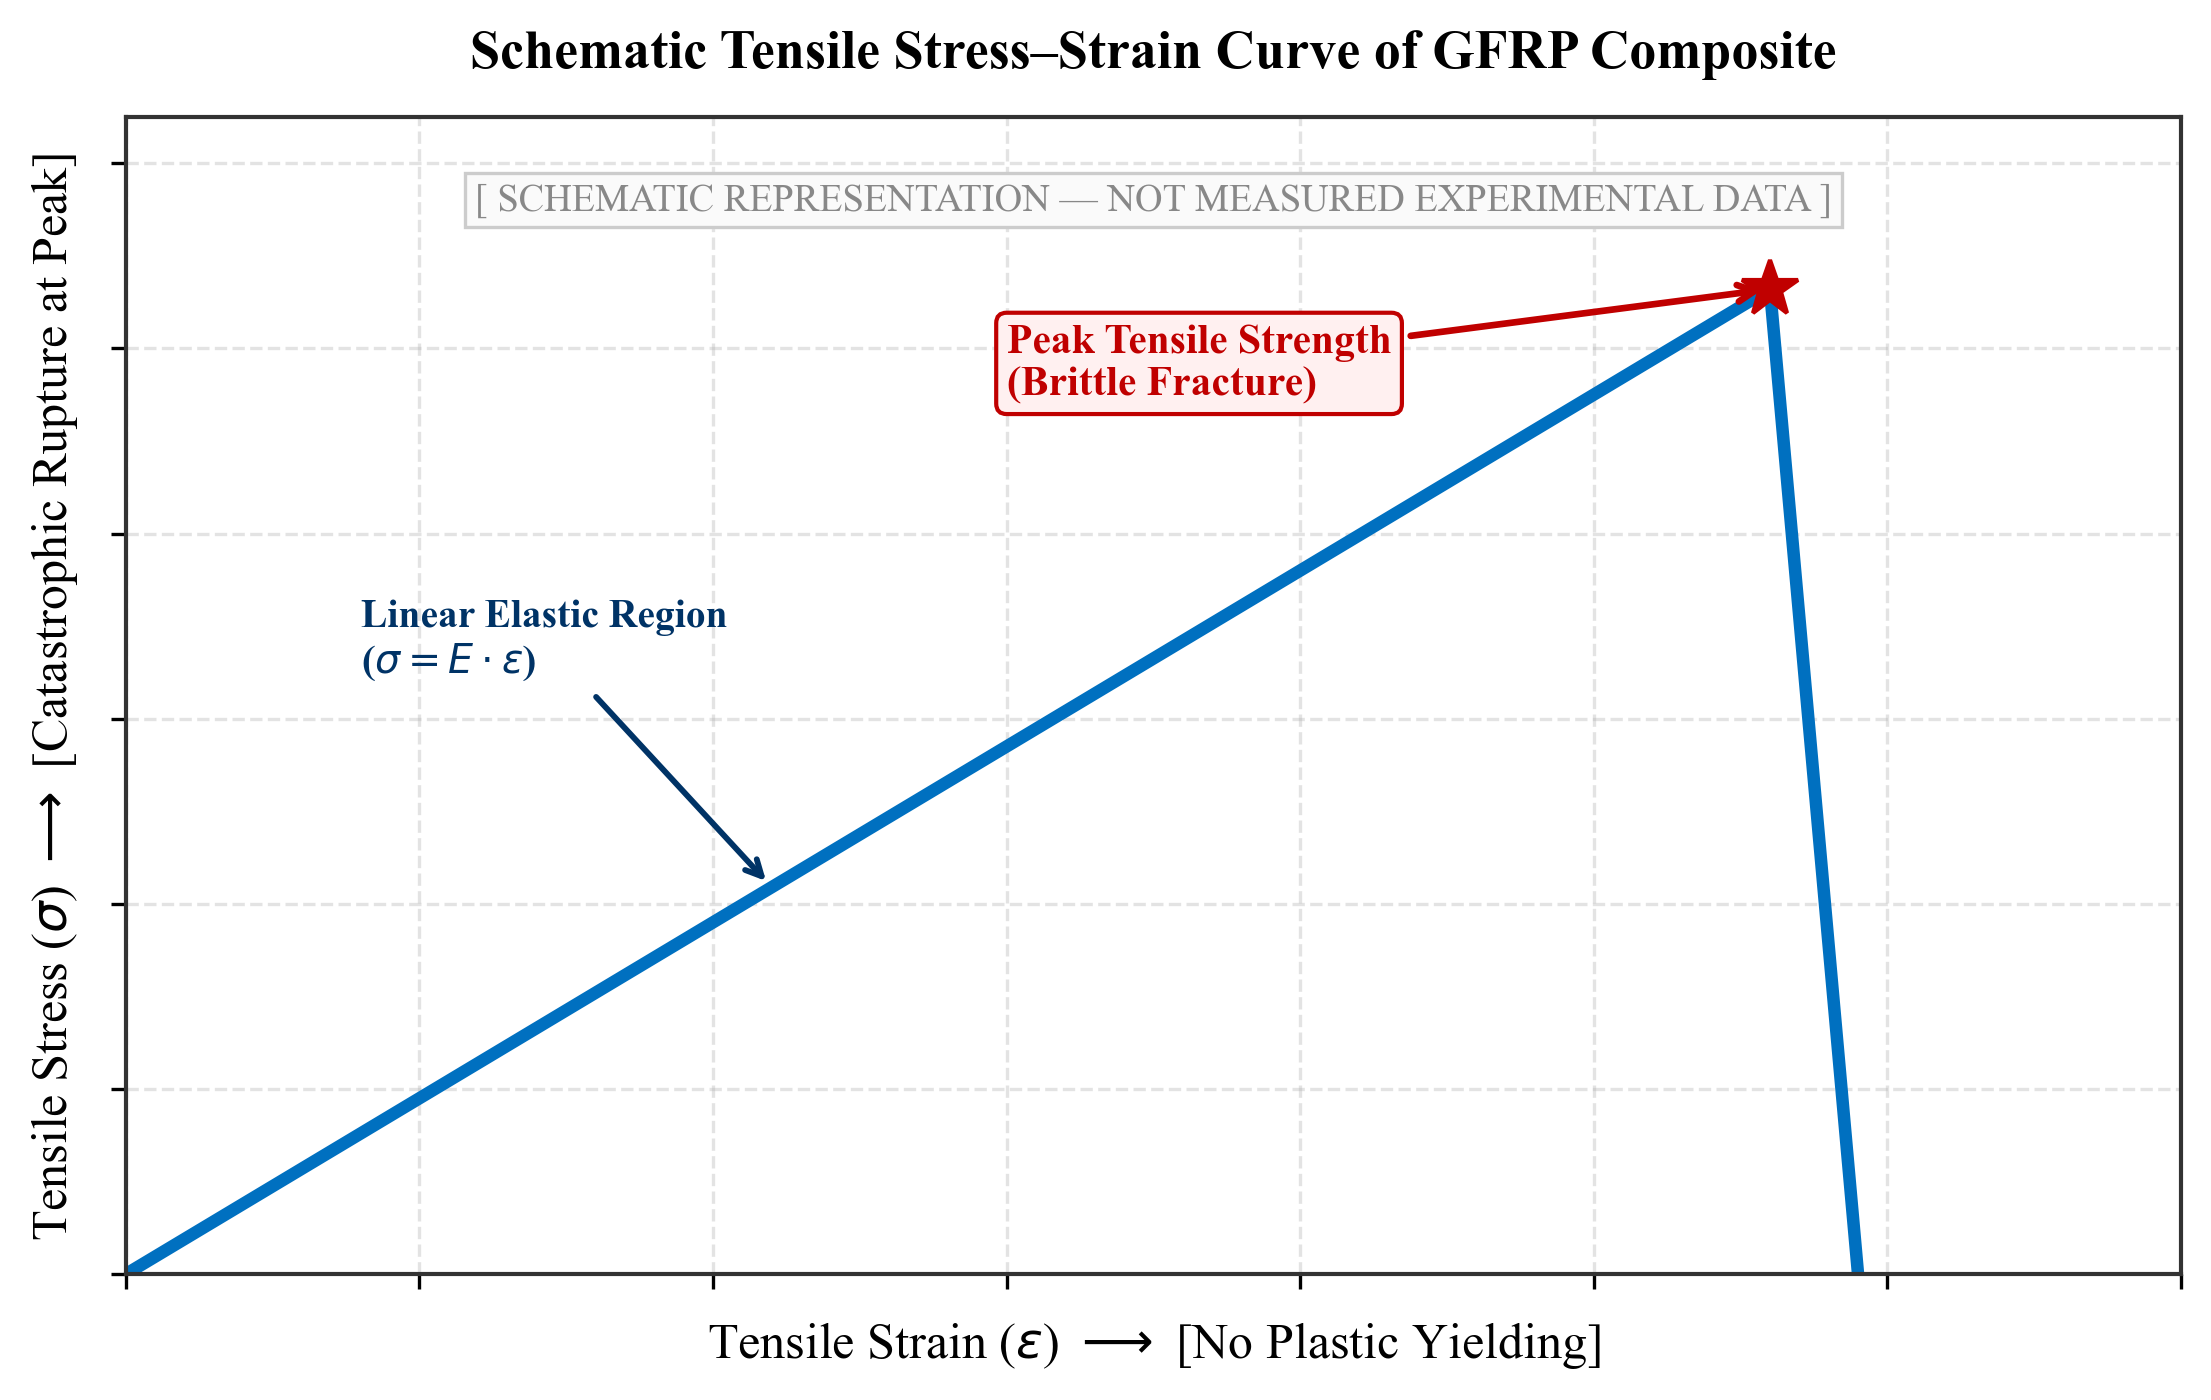 Schematic Tensile Stress–Strain Curve of GFRP Composite
[ SCHEMATIC REPRESENTATION — NOT MEASURED EXPERIMENTAL DATA ]
Peak Tensile Strength
(Brittle Fracture)
Linear Elastic Region
(σ = E · ε)
Tensile Stress (σ) ⟶ [Catastrophic Rupture at Peak]
Tensile Strain (ε) ⟶ [No Plastic Yielding]